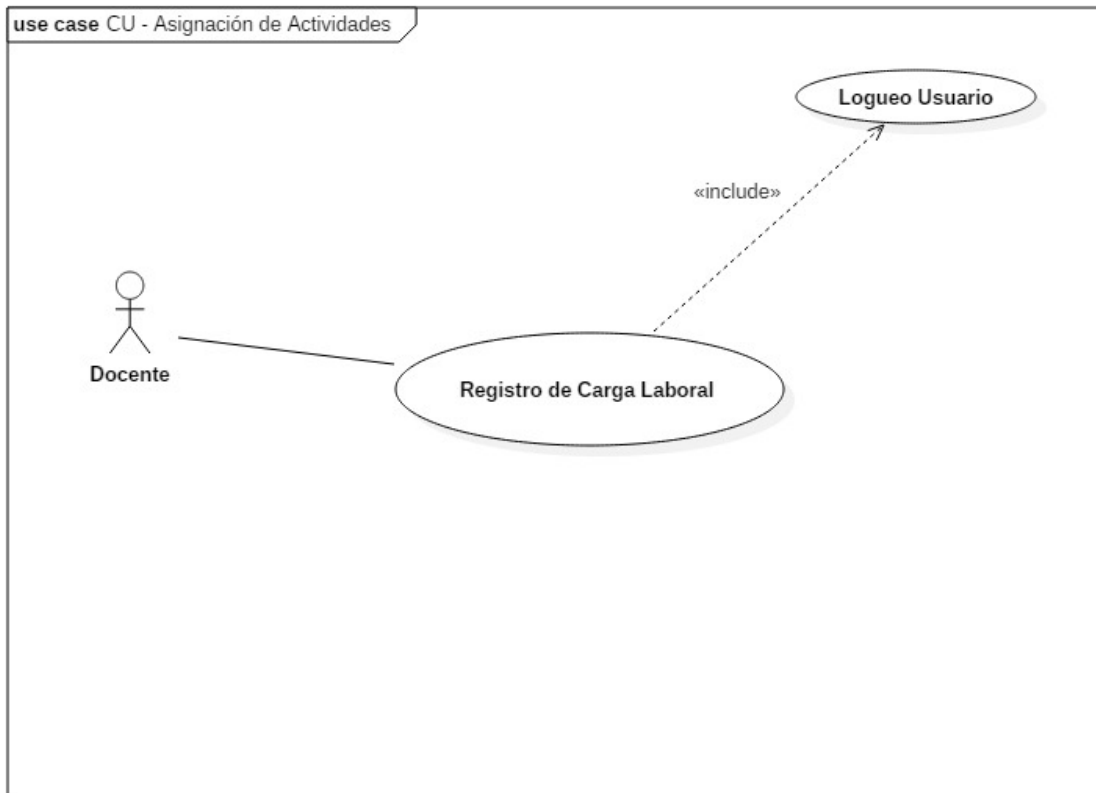 use case CU - Asignación de Actividades
Logueo Usuario
«include»
Docente
Registro de Carga Laboral